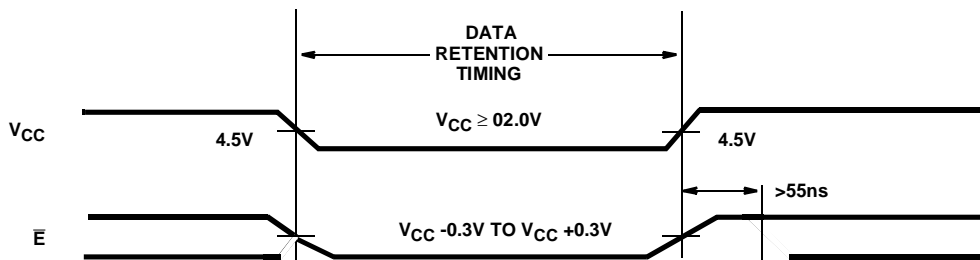 DATA
RETENTION
TIMING
VCC
4.5V
VCC ≥ 02.0V
4.5V
>55ns
E̅
VCC -0.3V TO VCC +0.3V